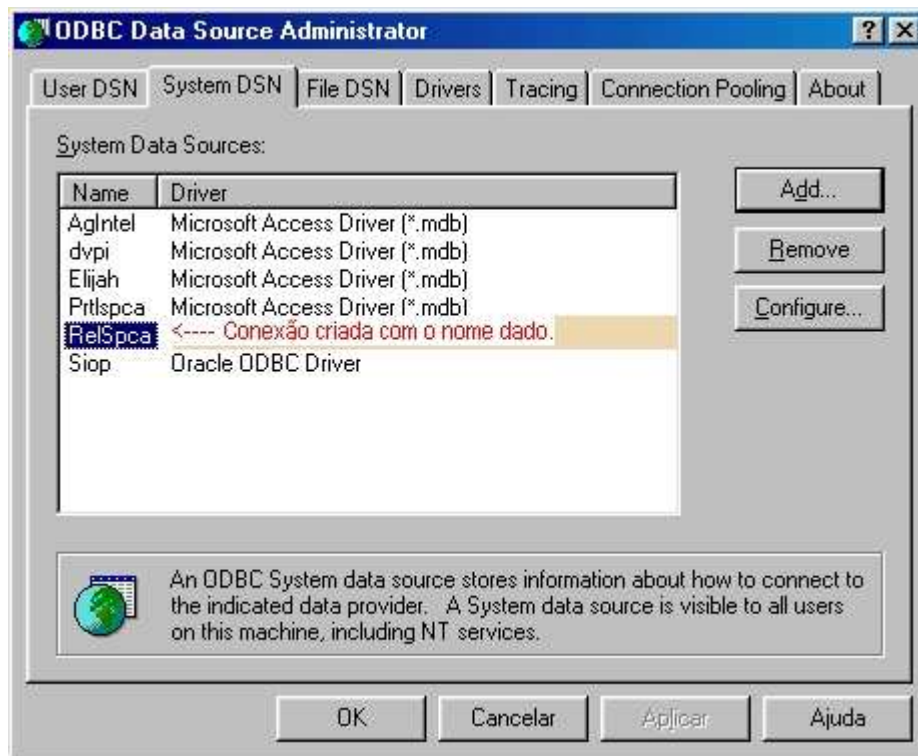 ODBC Data Source Administrator
User DSN System DSN File DSN Drivers Tracing Connection Pooling About
System Data Sources:
Name Driver
AgIntel Microsoft Access Driver (*.mdb)
dvpi Microsoft Access Driver (*.mdb)
Elijah Microsoft Access Driver (*.mdb)
Prtlspca Microsoft Access Driver (*.mdb)
RelSpca <---- Conexão criada com o nome dado.
Siop Oracle ODBC Driver
Add...
Remove
Configure...
An ODBC System data source stores information about how to connect to
the indicated data provider. A System data source is visible to all users
on this machine, including NT services.
OK Cancelar Aplicar Ajuda